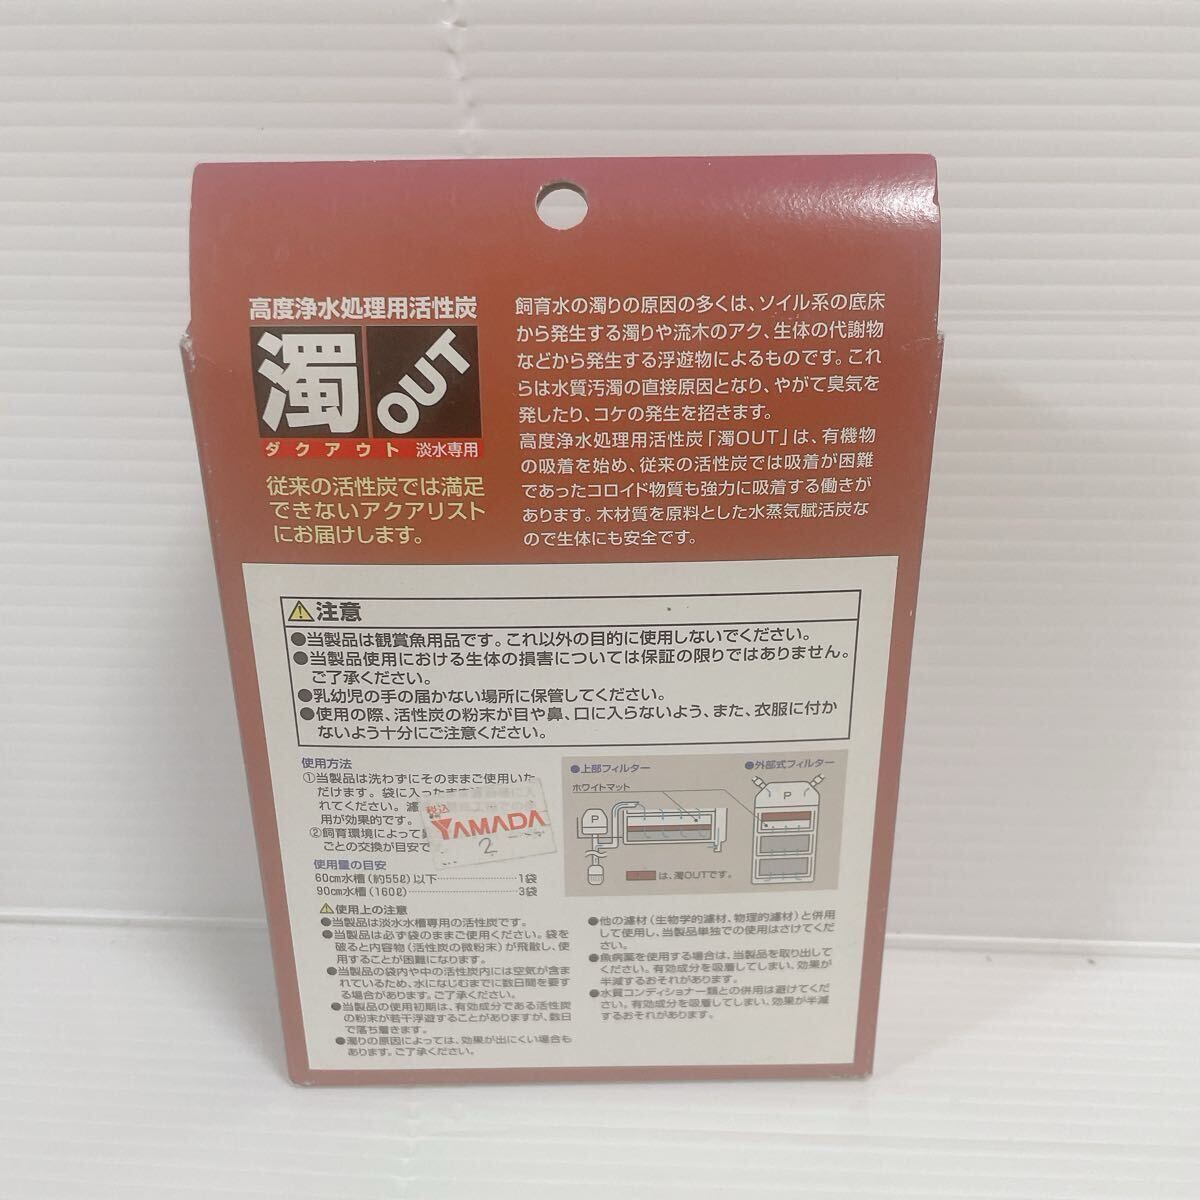 高度浄水処理用活性炭
濁OUT
ダクアウト 淡水専用
従来の活性炭では満足
できないアクアリスト
にお届けします。
飼育水の濁りの原因の多くは、ソイル系の底床
から発生する濁りや流木のアク、生体の代謝物
などから発生する浮遊物によるものです。これ
らは水質汚濁の直接原因となり、やがて臭気を
発したり、コケの発生を招きます。
高度浄水処理用活性炭「濁OUT」は、有機物
の吸着を始め、従来の活性炭では吸着が困難
であったコロイド物質も強力に吸着する働きが
あります。木材質を原料とした水蒸気賦活炭な
ので生体にも安全です。
⚠注意
●当製品は観賞魚用品です。これ以外の目的に使用しないでください。
●当製品使用における生体の損害については保証の限りではありません。
ご了承ください。
●乳幼児の手の届かない場所に保管してください。
●使用の際、活性炭の粉末が目や鼻、口に入らないよう、また、衣服に付か
ないよう十分にご注意ください。
使用方法
①当製品は洗わずにそのままご使用いた
だけます。袋に入ったまま
れてください。濾
用が効果的です。
②飼育環境によって
ごとの交換が目安で
税込
YAMADA
2
使用量の目安
60cm水槽(約55ℓ)以下………………1袋
90cm水槽(160ℓ)………………3袋
●上部フィルター
●外部式フィルター
ホワイトマット
P
P
は、濁OUTです。
⚠使用上の注意
●当製品は淡水水槽専用の活性炭です。
●当製品は必ず袋のままご使用ください。袋を
破ると内容物(活性炭の微粉末)が飛散し、使
用することが困難になります。
●当製品の袋内や中の活性炭内には空気が含ま
れているため、水になじむまでに数日間を要す
る場合があります。ご了承ください。
●当製品の使用初期は、有効成分である活性炭
の粉末が若干浮遊することがありますが、数日
で落ち着きます。
●濁りの原因によっては、効果が出にくい場合も
あります。ご了承ください。
●他の濾材(生物学的濾材、物理的濾材)と併用
して使用し、当製品単独での使用はさけてくだ
さい。
●魚病薬を使用する場合は、当製品を取り出して
ください。有効成分を吸着してしまい、効果が
半減するおそれがあります。
●水質コンディショナー類との併用は避けてくだ
さい。有効成分を吸着してしまい、効果が半減
するおそれがあります。